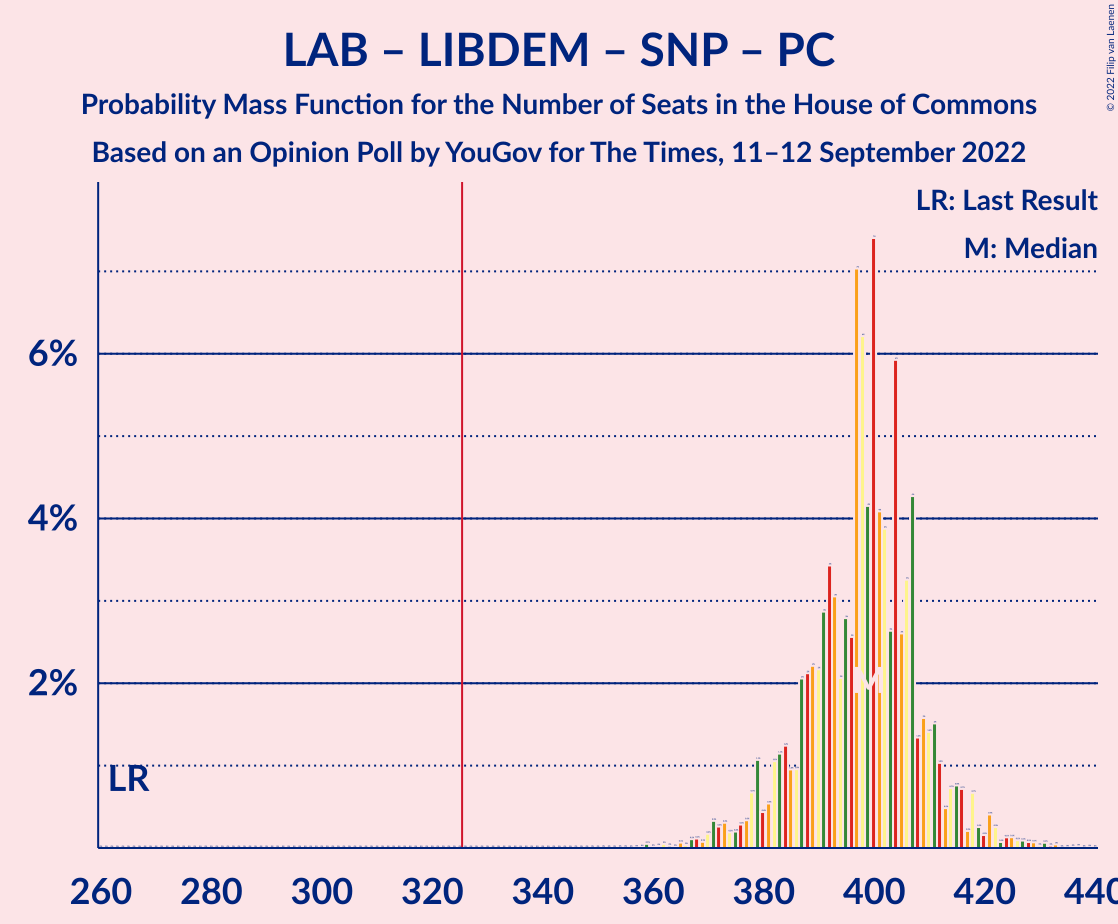 LAB – LIBDEM – SNP – PC
Probability Mass Function for the Number of Seats in the House of Commons
Based on an Opinion Poll by YouGov for The Times, 11–12 September 2022
© 2022 Filip van Laenen
LR: Last Result
M: Median
6%
4%
2%
LR
M
260 280 300 320 340 360 380 400 420 440